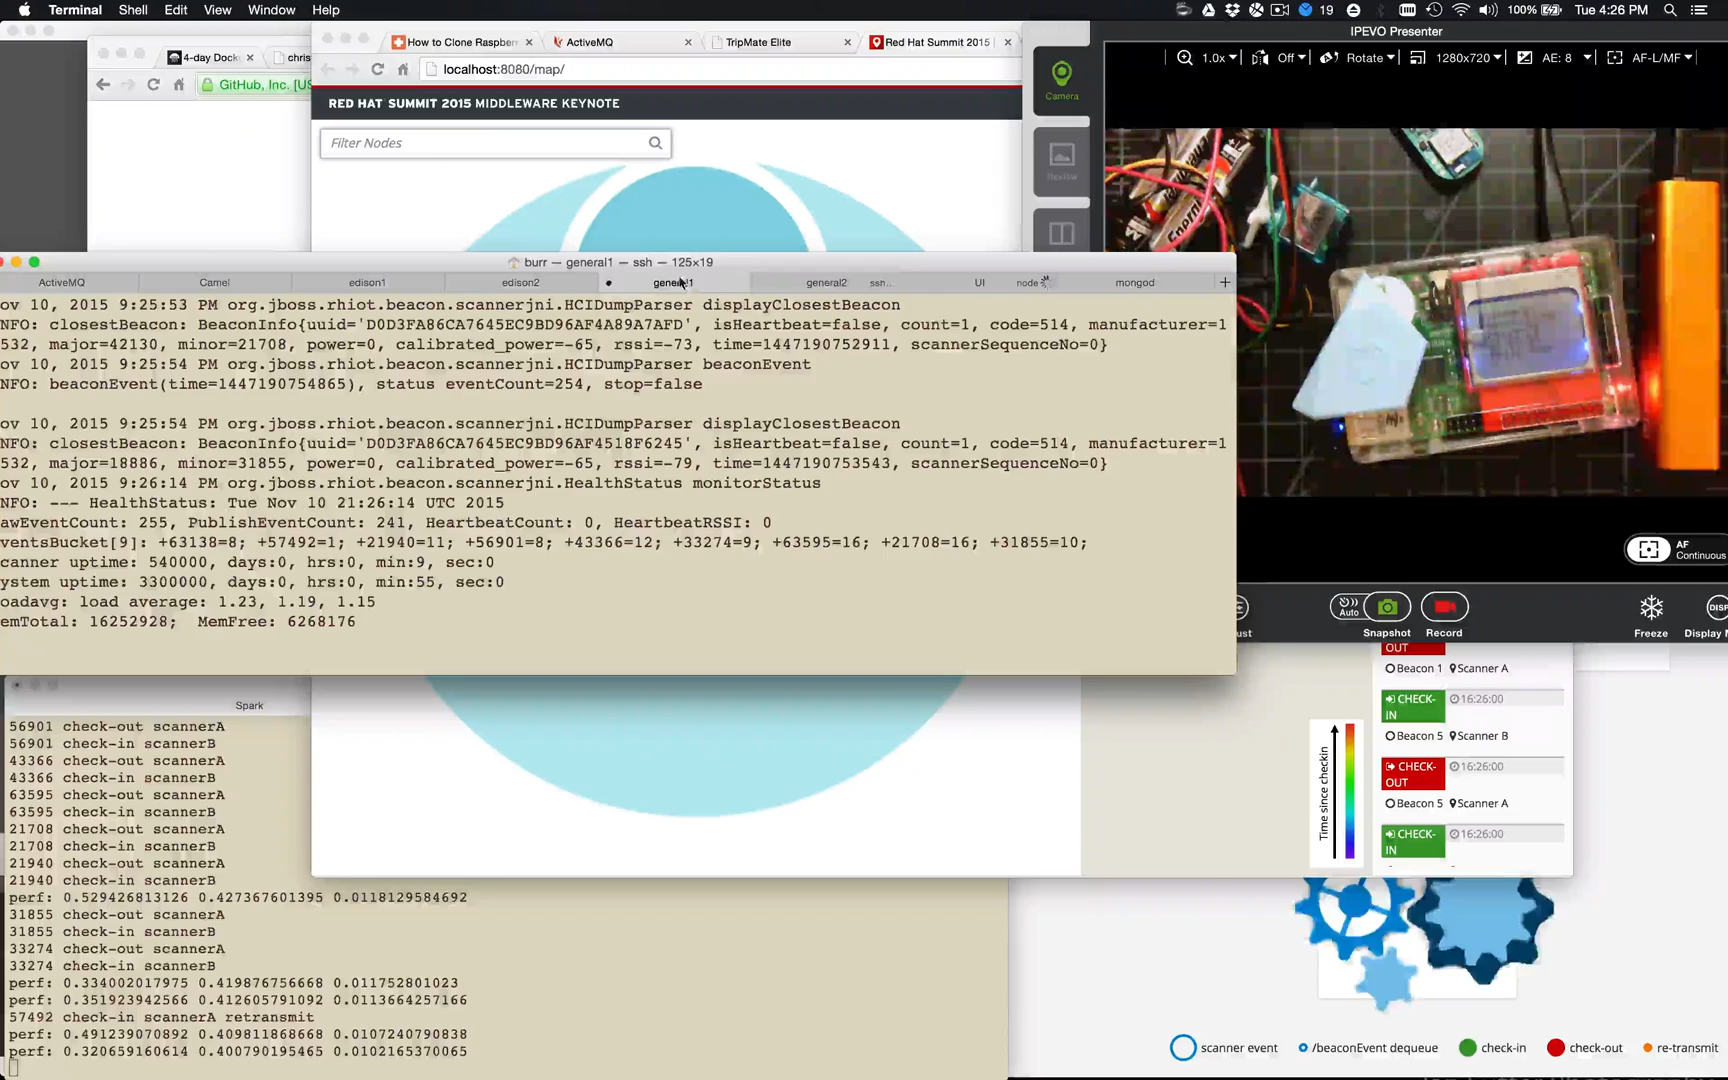 Terminal Shell Edit View Window Help
19 100% Tue 4:26 PM
IPEVO Presenter
4-day Dock chris
How to Clone Raspber ActiveMQ TripMate Elite Red Hat Summit 2015
1.0x Off Rotate 1280x720 AE: 8 AF-L/MF
GitHub, Inc. [US
localhost:8080/map/
Camera
RED HAT SUMMIT 2015 MIDDLEWARE KEYNOTE
Filter Nodes
Review
burr — general1 — ssh — 125×19
ActiveMQ Camel edison1 edison2 general1 general2 ssh... UI node mongod
ov 10, 2015 9:25:53 PM org.jboss.rhiot.beacon.scannerjni.HCIDumpParser displayClosestBeacon
NFO: closestBeacon: BeaconInfo{uuid='D0D3FA86CA7645EC9BD96AF4A89A7AFD', isHeartbeat=false, count=1, code=514, manufacturer=1
532, major=42130, minor=21708, power=0, calibrated_power=-65, rssi=-73, time=1447190752911, scannerSequenceNo=0}
ov 10, 2015 9:25:54 PM org.jboss.rhiot.beacon.scannerjni.HCIDumpParser beaconEvent
NFO: beaconEvent(time=1447190754865), status eventCount=254, stop=false
ov 10, 2015 9:25:54 PM org.jboss.rhiot.beacon.scannerjni.HCIDumpParser displayClosestBeacon
NFO: closestBeacon: BeaconInfo{uuid='D0D3FA86CA7645EC9BD96AF4518F6245', isHeartbeat=false, count=1, code=514, manufacturer=1
532, major=18886, minor=31855, power=0, calibrated_power=-65, rssi=-79, time=1447190753543, scannerSequenceNo=0}
ov 10, 2015 9:26:14 PM org.jboss.rhiot.beacon.scannerjni.HealthStatus monitorStatus
NFO: --- HealthStatus: Tue Nov 10 21:26:14 UTC 2015
awEventCount: 255, PublishEventCount: 241, HeartbeatCount: 0, HeartbeatRSSI: 0
ventsBucket[9]: +63138=8; +57492=1; +21940=11; +56901=8; +43366=12; +33274=9; +63595=16; +21708=16; +31855=10;
canner uptime: 540000, days:0, hrs:0, min:9, sec:0
ystem uptime: 3300000, days:0, hrs:0, min:55, sec:0
oadavg: load average: 1.23, 1.19, 1.15
emTotal: 16252928; MemFree: 6268176
AF
Continuous
Auto
ust Snapshot Record Freeze Display
OUT
Beacon 1 Scanner A
CHECK-IN 16:26:00
Beacon 5 Scanner B
CHECK-OUT 16:26:00
Beacon 5 Scanner A
CHECK-IN 16:26:00
Time since checkin
Spark
56901 check-out scannerA
56901 check-in scannerB
43366 check-out scannerA
43366 check-in scannerB
63595 check-out scannerA
63595 check-in scannerB
21708 check-out scannerA
21708 check-in scannerB
21940 check-out scannerA
21940 check-in scannerB
perf: 0.529426813126 0.427367601395 0.0118129584692
31855 check-out scannerA
31855 check-in scannerB
33274 check-out scannerA
33274 check-in scannerB
perf: 0.334002017975 0.419876756668 0.011752801023
perf: 0.351923942566 0.412605791092 0.0113664257166
57492 check-in scannerA retransmit
perf: 0.491239070892 0.409811868668 0.0107240790838
perf: 0.320659160614 0.400790195465 0.0102165370065
scanner event /beaconEvent dequeue check-in check-out re-transmit